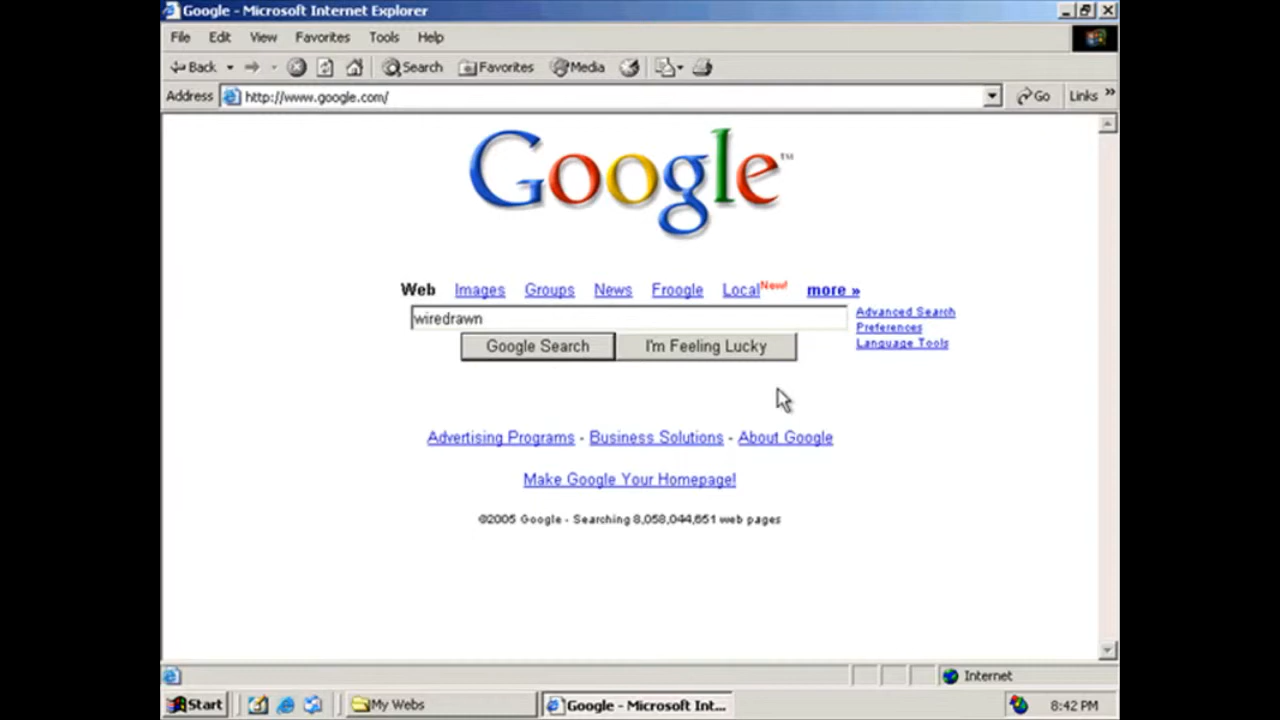 Google - Microsoft Internet Explorer
File Edit View Favorites Tools Help
Back Search Favorites Media
Address http://www.google.com/ Go Links »
Google™
Web Images Groups News Froogle Local New! more »
wiredrawn
Advanced Search
Preferences
Language Tools
Google Search I'm Feeling Lucky
Advertising Programs - Business Solutions - About Google
Make Google Your Homepage!
©2005 Google - Searching 8,058,044,651 web pages
Internet
Start My Webs Google - Microsoft Int... 8:42 PM